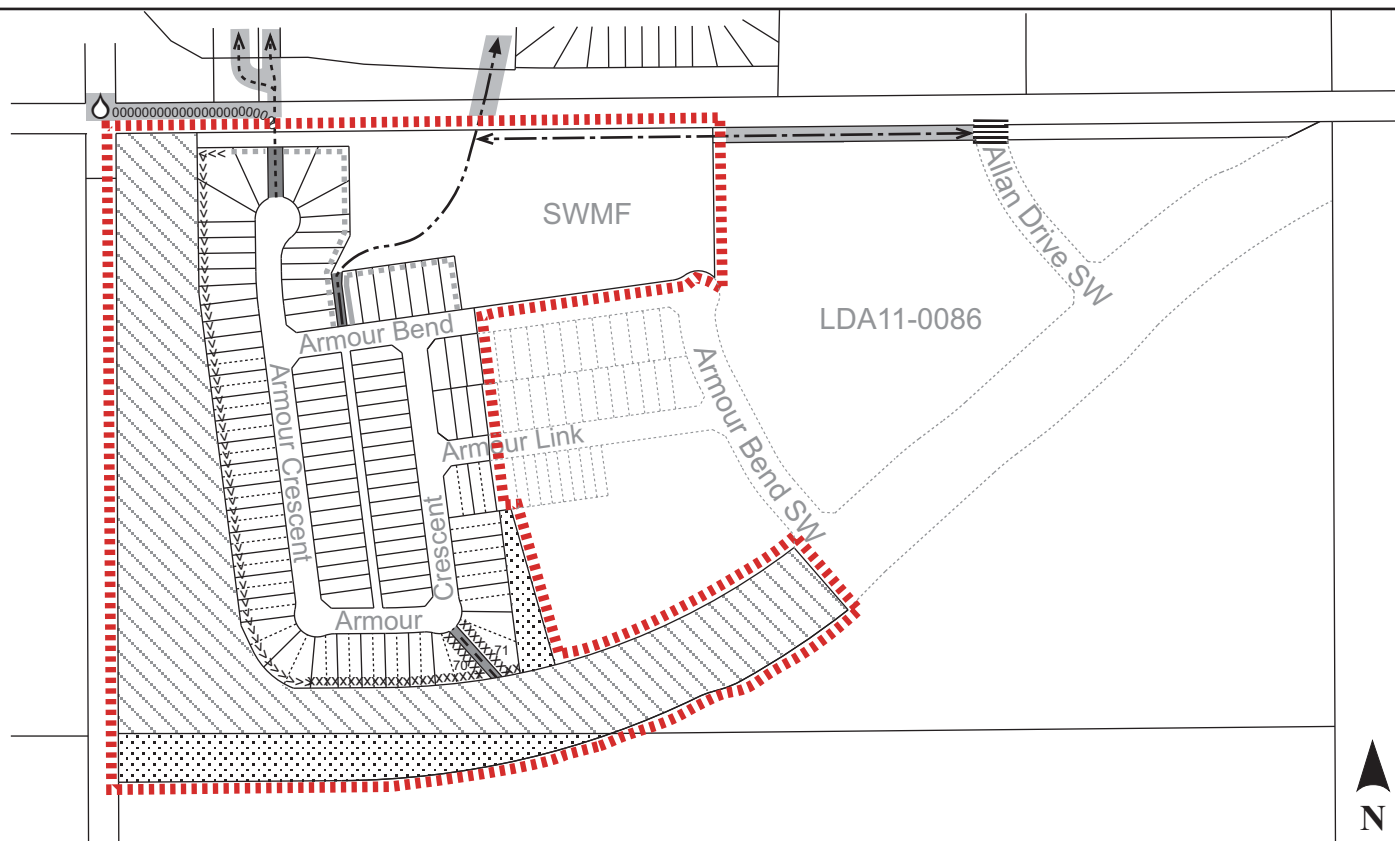 SWMF
Allan Drive SW
LDA11-0086
Armour Bend
Armour Bend SW
Armour Crescent
Armour Link
Crescent
Armour
70
71
N